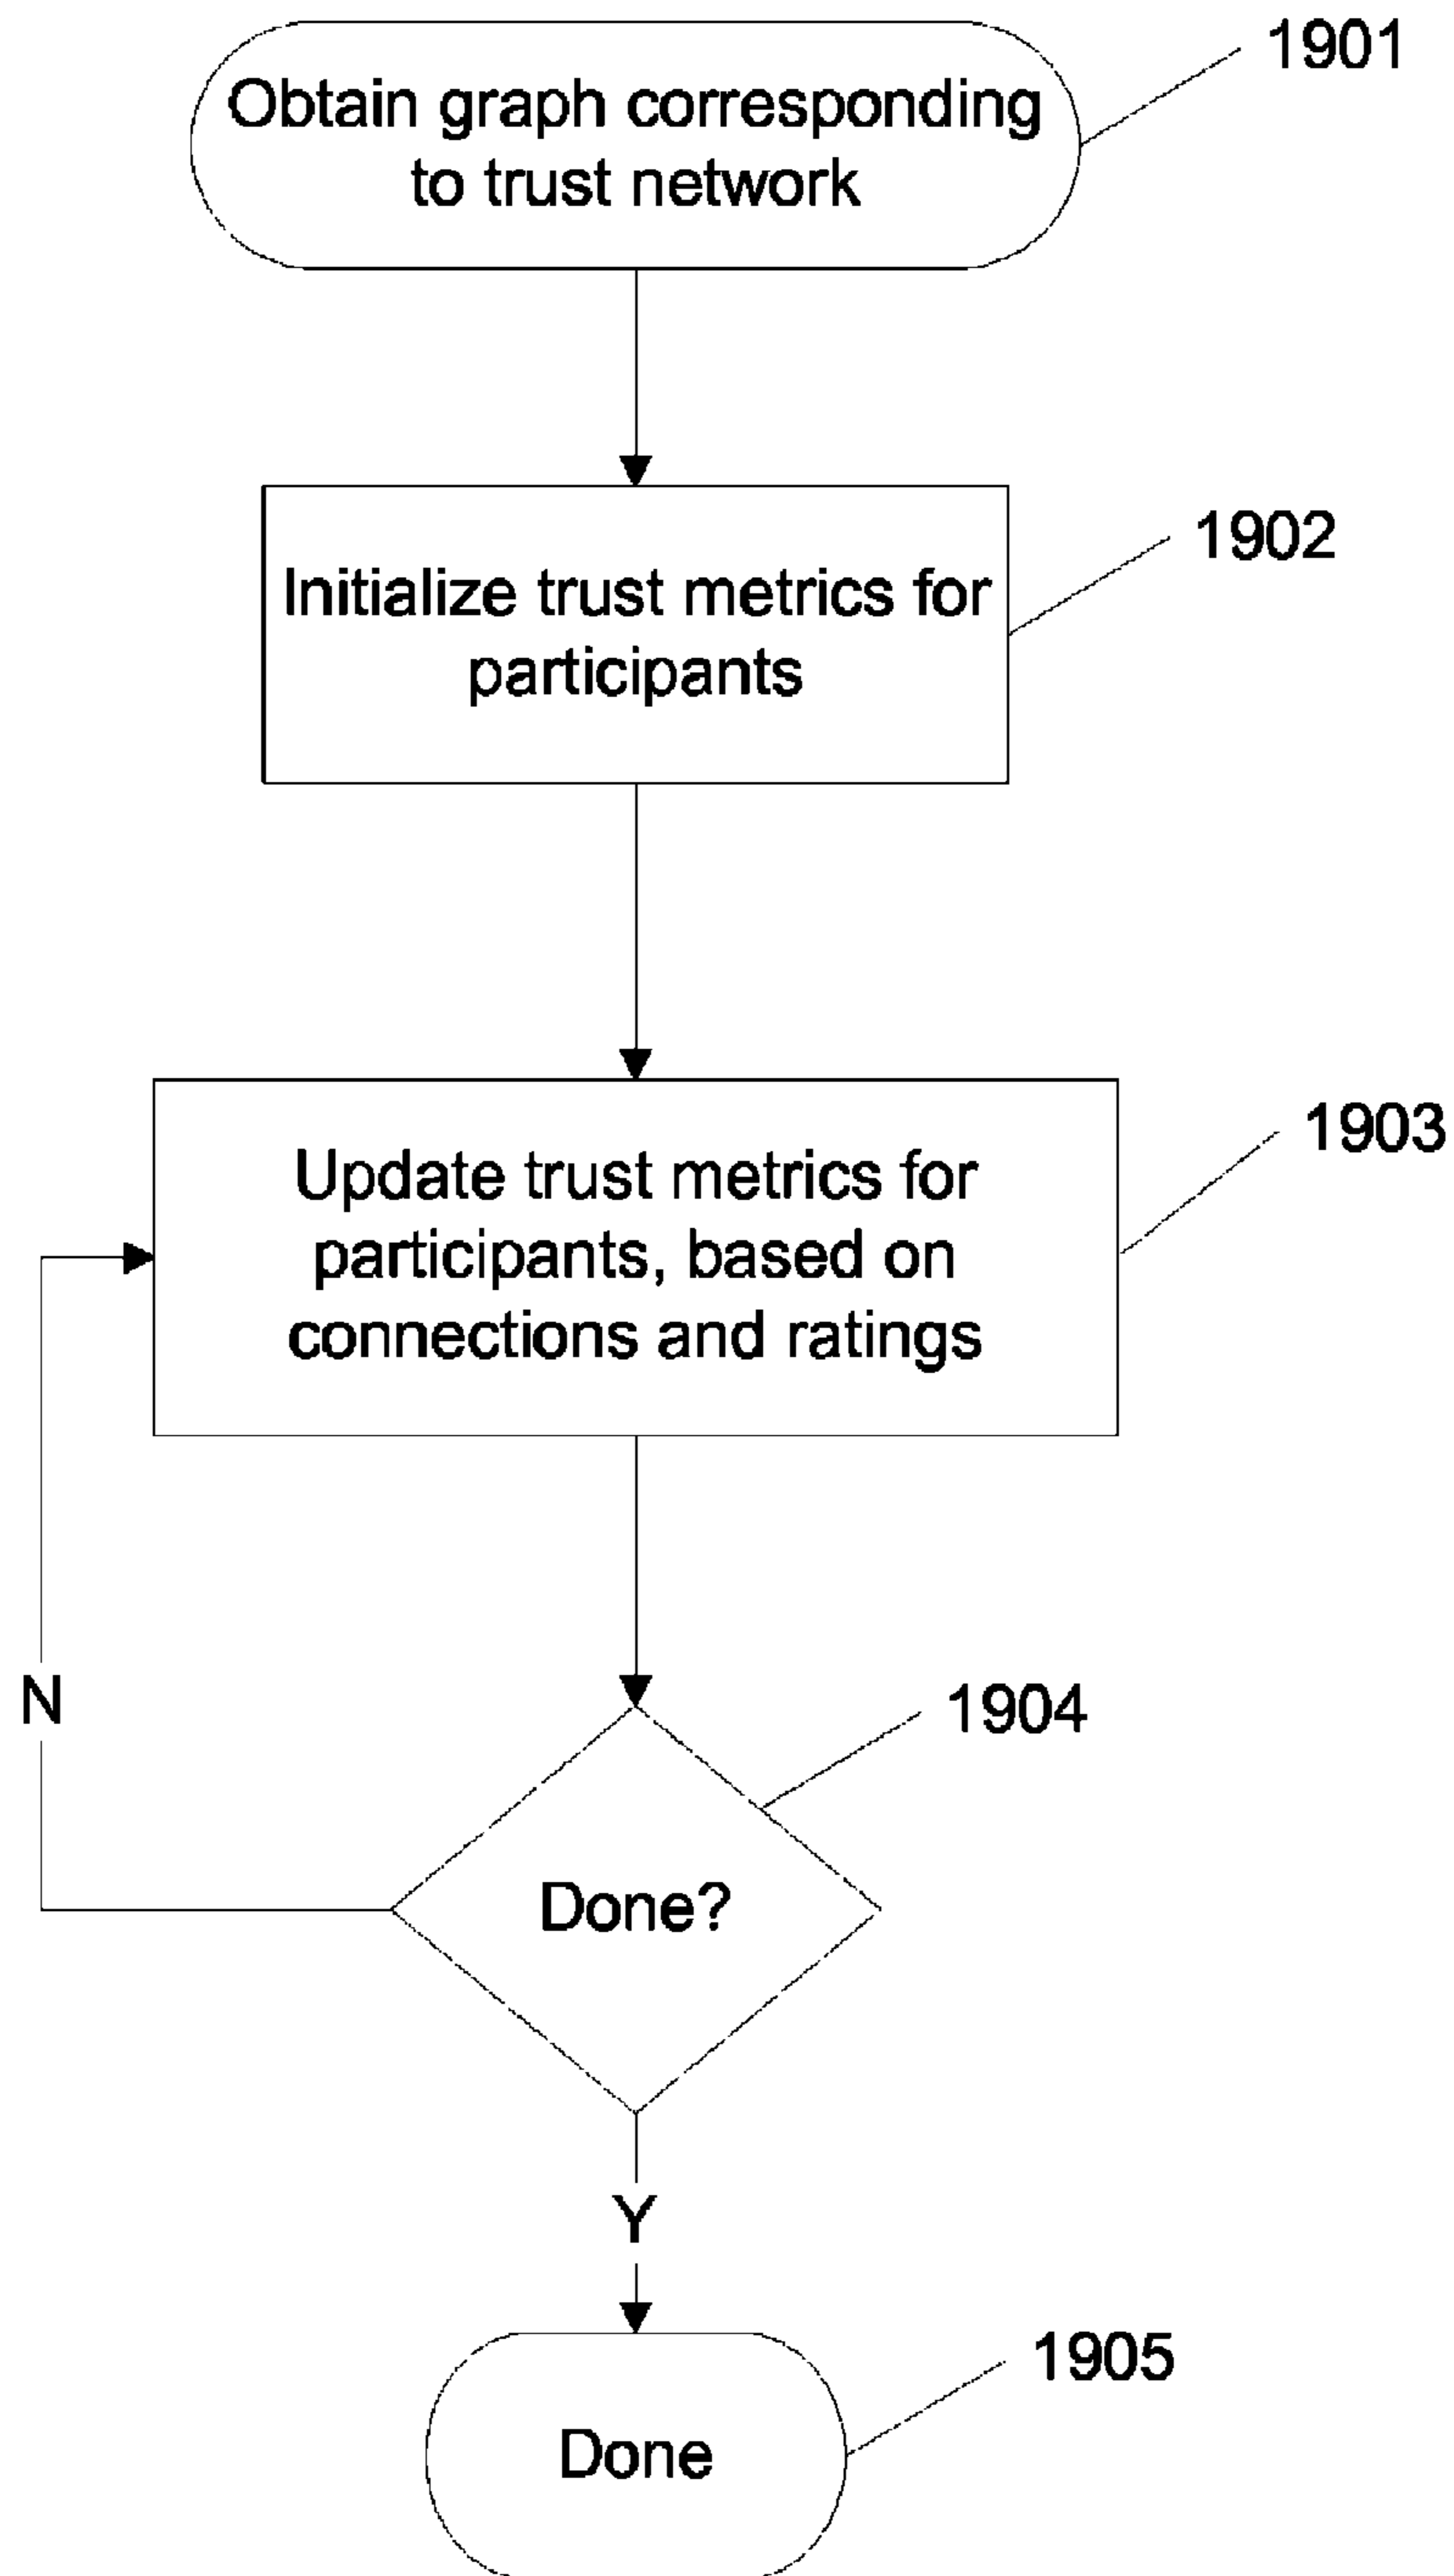 1901
Obtain graph corresponding
to trust network
1902
Initialize trust metrics for
participants
1903
Update trust metrics for
participants, based on
connections and ratings
N
1904
Done?
Y
1905
Done